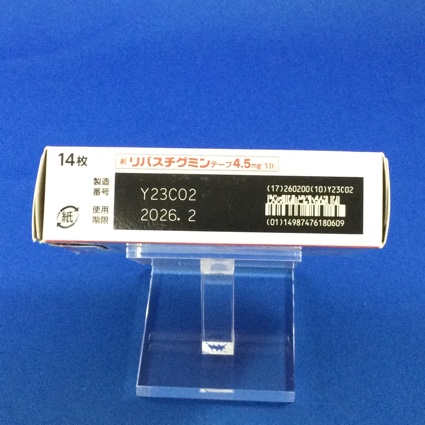 14枚
劇 リバスチグミンテープ4.5mg「YD」
製造番号 Y23C02
使用期限 2026.2
紙
(17)260200(10)Y23C02
(01)14987476180609